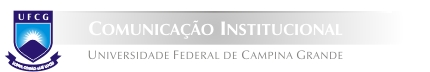 UFCG
COMUNICAÇÃO INSTITUCIONAL
UNIVERSIDADE FEDERAL DE CAMPINA GRANDE